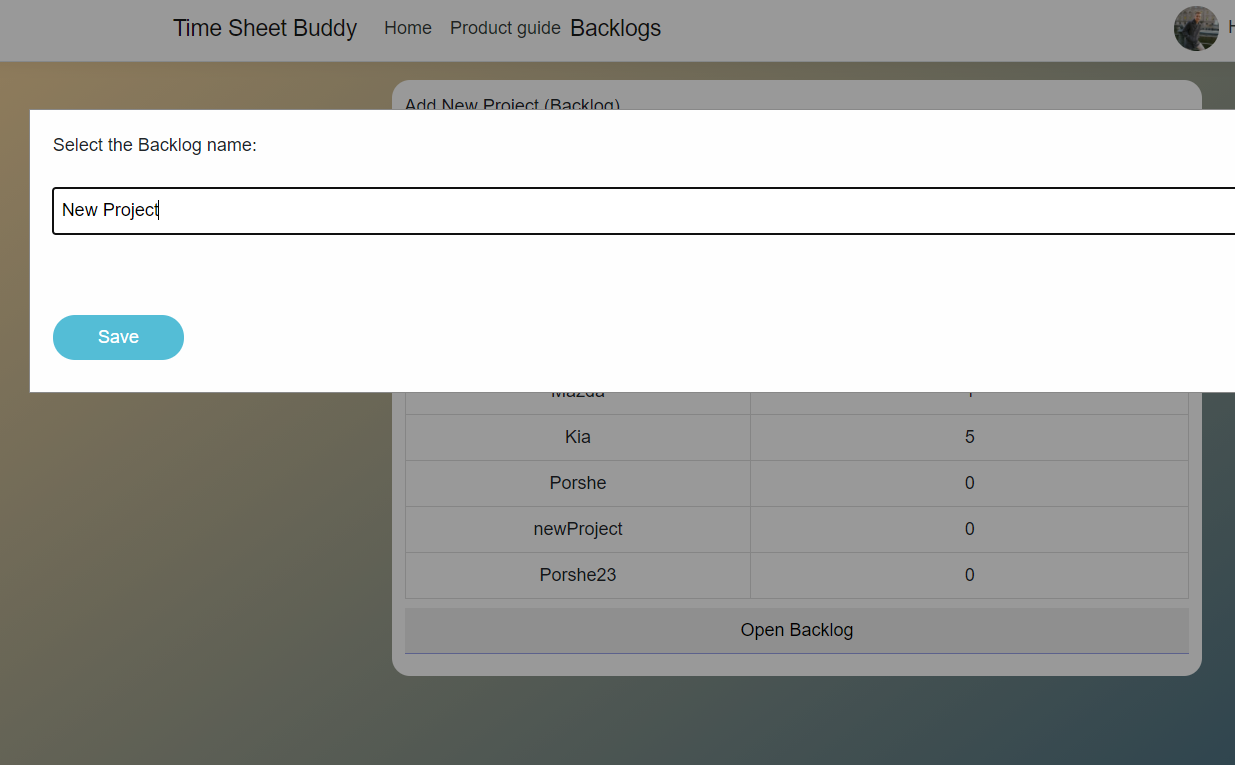 Time Sheet Buddy Home Product guide Backlogs
Add New Project (Backlog)
Select the Backlog name:
New Project
Save
Mazda
Kia 5
Porshe 0
newProject 0
Porshe23 0
Open Backlog